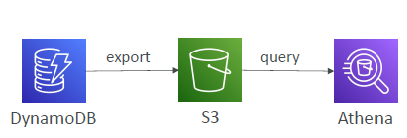 export
query
DynamoDB
S3
Athena